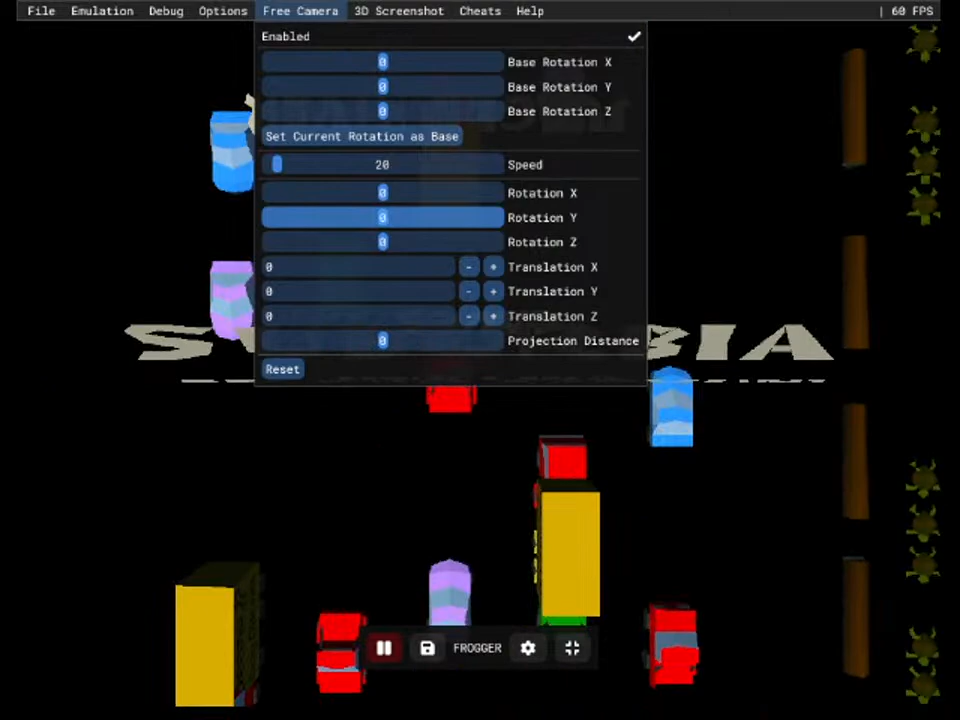 File Emulation Debug Options Free Camera 3D Screenshot Cheats Help | 60 FPS
Enabled
0 Base Rotation X
0 Base Rotation Y
0 Base Rotation Z
Set Current Rotation as Base
20 Speed
0 Rotation X
0 Rotation Y
0 Rotation Z
0 - + Translation X
0 - + Translation Y
0 - + Translation Z
0 Projection Distance
Reset
FROGGER